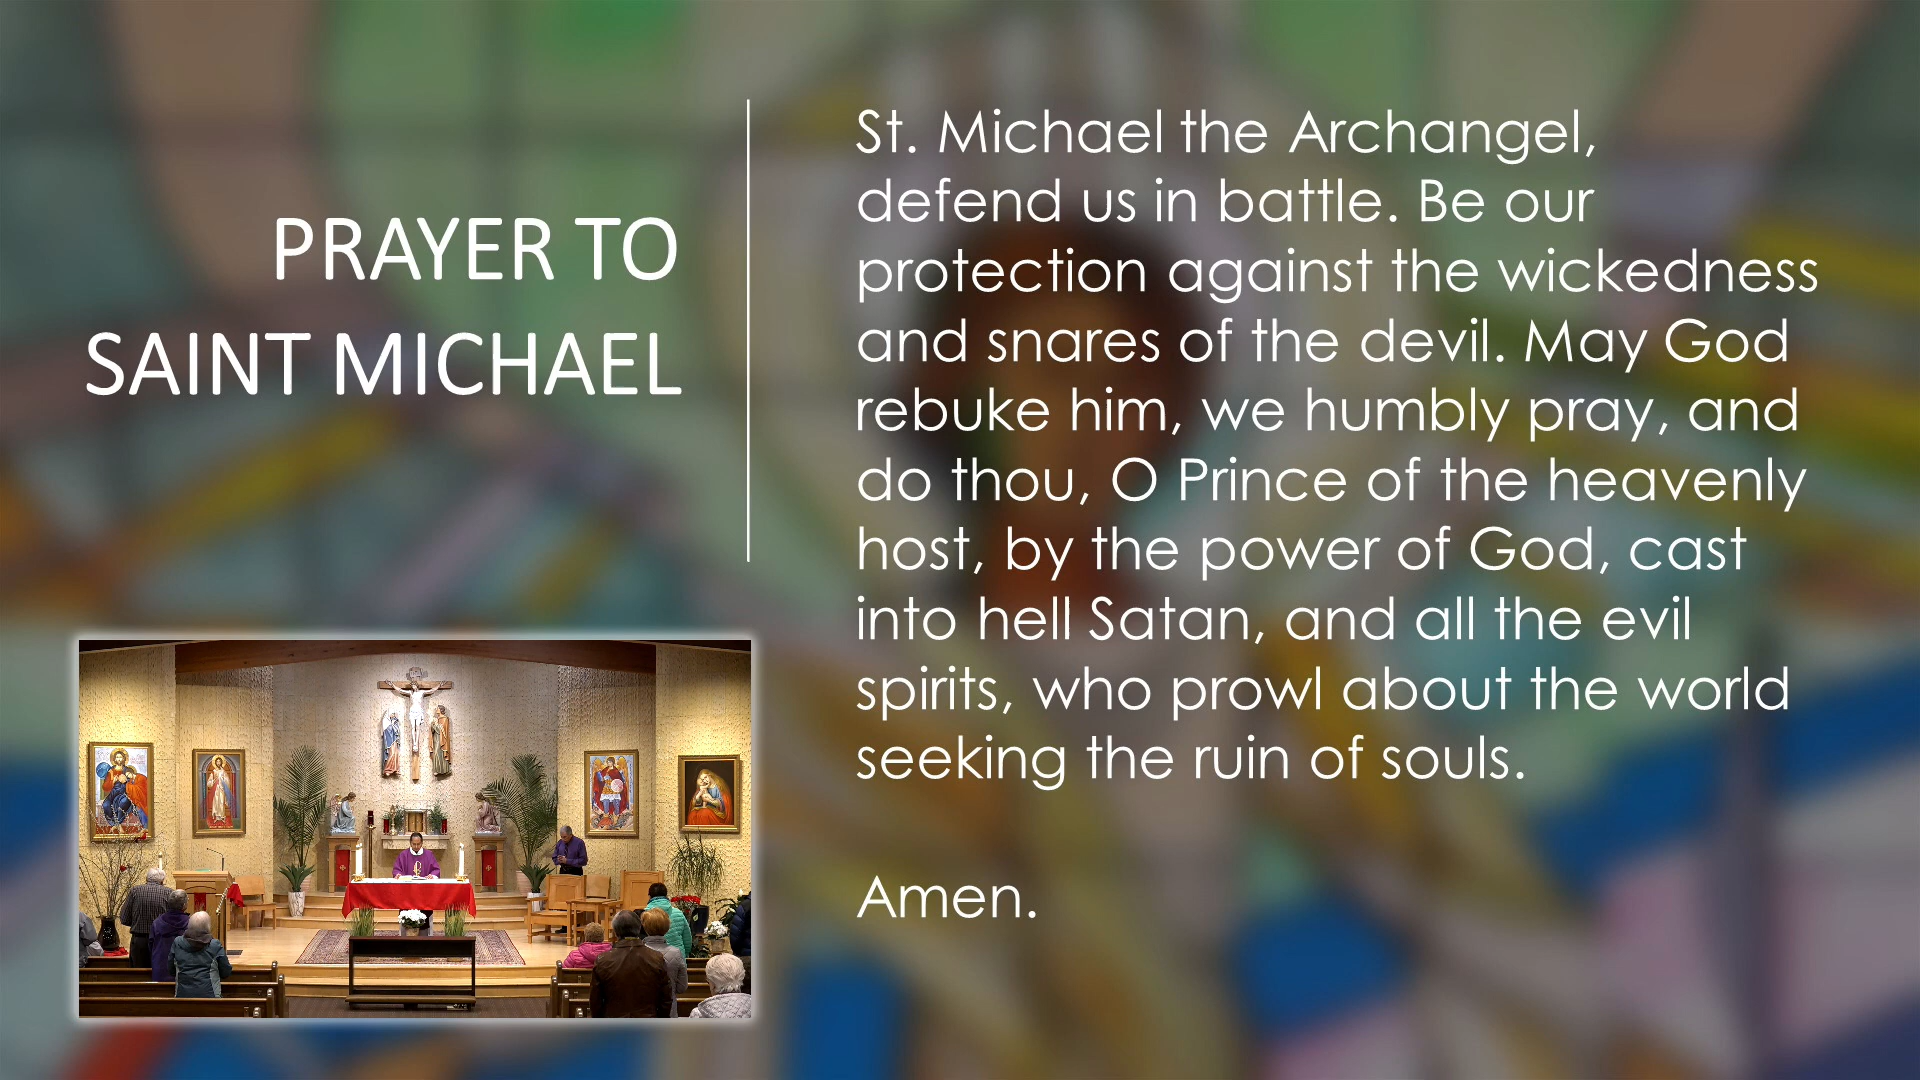 PRAYER TO
SAINT MICHAEL
St. Michael the Archangel,
defend us in battle. Be our
protection against the wickedness
and snares of the devil. May God
rebuke him, we humbly pray, and
do thou, O Prince of the heavenly
host, by the power of God, cast
into hell Satan, and all the evil
spirits, who prowl about the world
seeking the ruin of souls.
Amen.